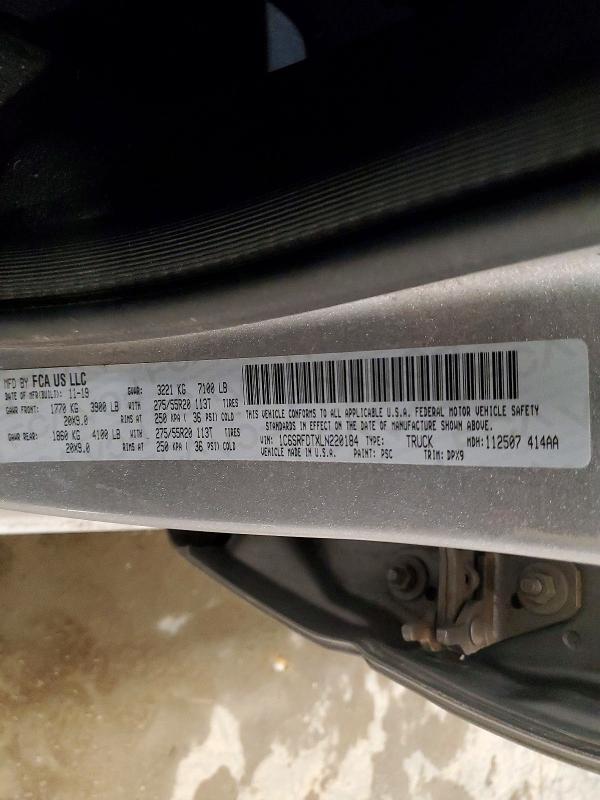 MFD BY FCA US LLC
DATE OF MFR(BUILT): 11-19 GVWR: 3221 KG 7100 LB
GAWR FRONT: 1770 KG 3900 LB WITH 275/55R20 113T TIRES
20X9.0 RIMS AT 250 KPA ( 36 PSI) COLD
GAWR REAR: 1860 KG 4100 LB WITH 275/55R20 113T TIRES
20X9.0 RIMS AT 250 KPA ( 36 PSI) COLD
THIS VEHICLE CONFORMS TO ALL APPLICABLE U.S.A. FEDERAL MOTOR VEHICLE SAFETY
STANDARDS IN EFFECT ON THE DATE OF MANUFACTURE SHOWN ABOVE.
VIN: 1C6SRFDTXLN220184 TYPE: TRUCK MDH: 112507 414AA
VEHICLE MADE IN U.S.A. PAINT: PSC TRIM: DPX9